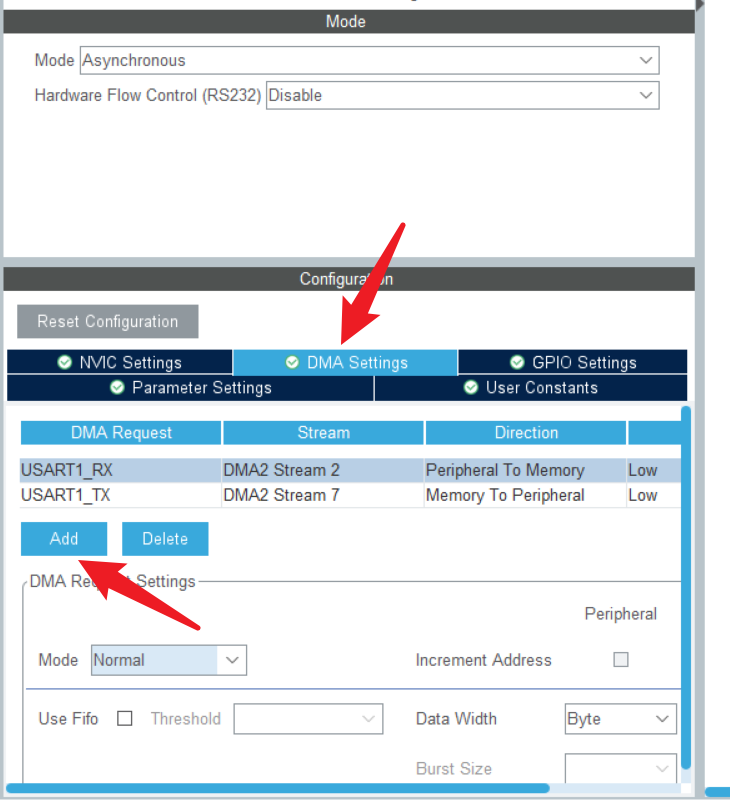 Mode
Mode Asynchronous
Hardware Flow Control (RS232) Disable
Configuration
Reset Configuration
NVIC Settings DMA Settings GPIO Settings
Parameter Settings User Constants
DMA Request Stream Direction
USART1_RX DMA2 Stream 2 Peripheral To Memory Low
USART1_TX DMA2 Stream 7 Memory To Peripheral Low
Add Delete
DMA Request Settings
Peripheral
Mode Normal Increment Address
Use Fifo Threshold Data Width Byte
Burst Size